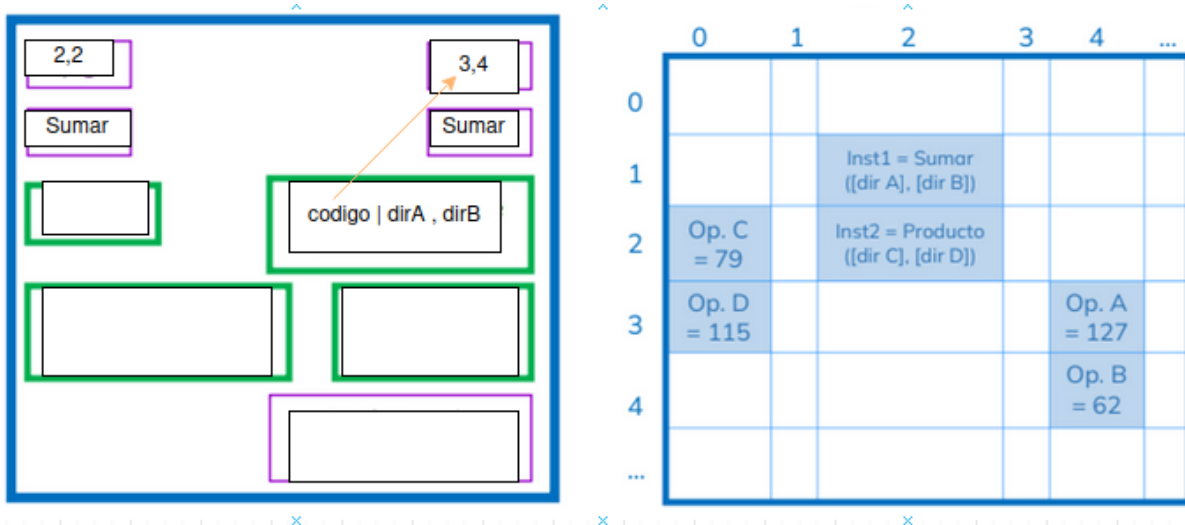 2,2
3,4
Sumar
Sumar
codigo | dirA , dirB
0 1 2 3 4 ...
0
1
Inst1 = Sumar
([dir A], [dir B])
2
Op. C
= 79
Inst2 = Producto
([dir C], [dir D])
3
Op. D
= 115
Op. A
= 127
4
Op. B
= 62
...